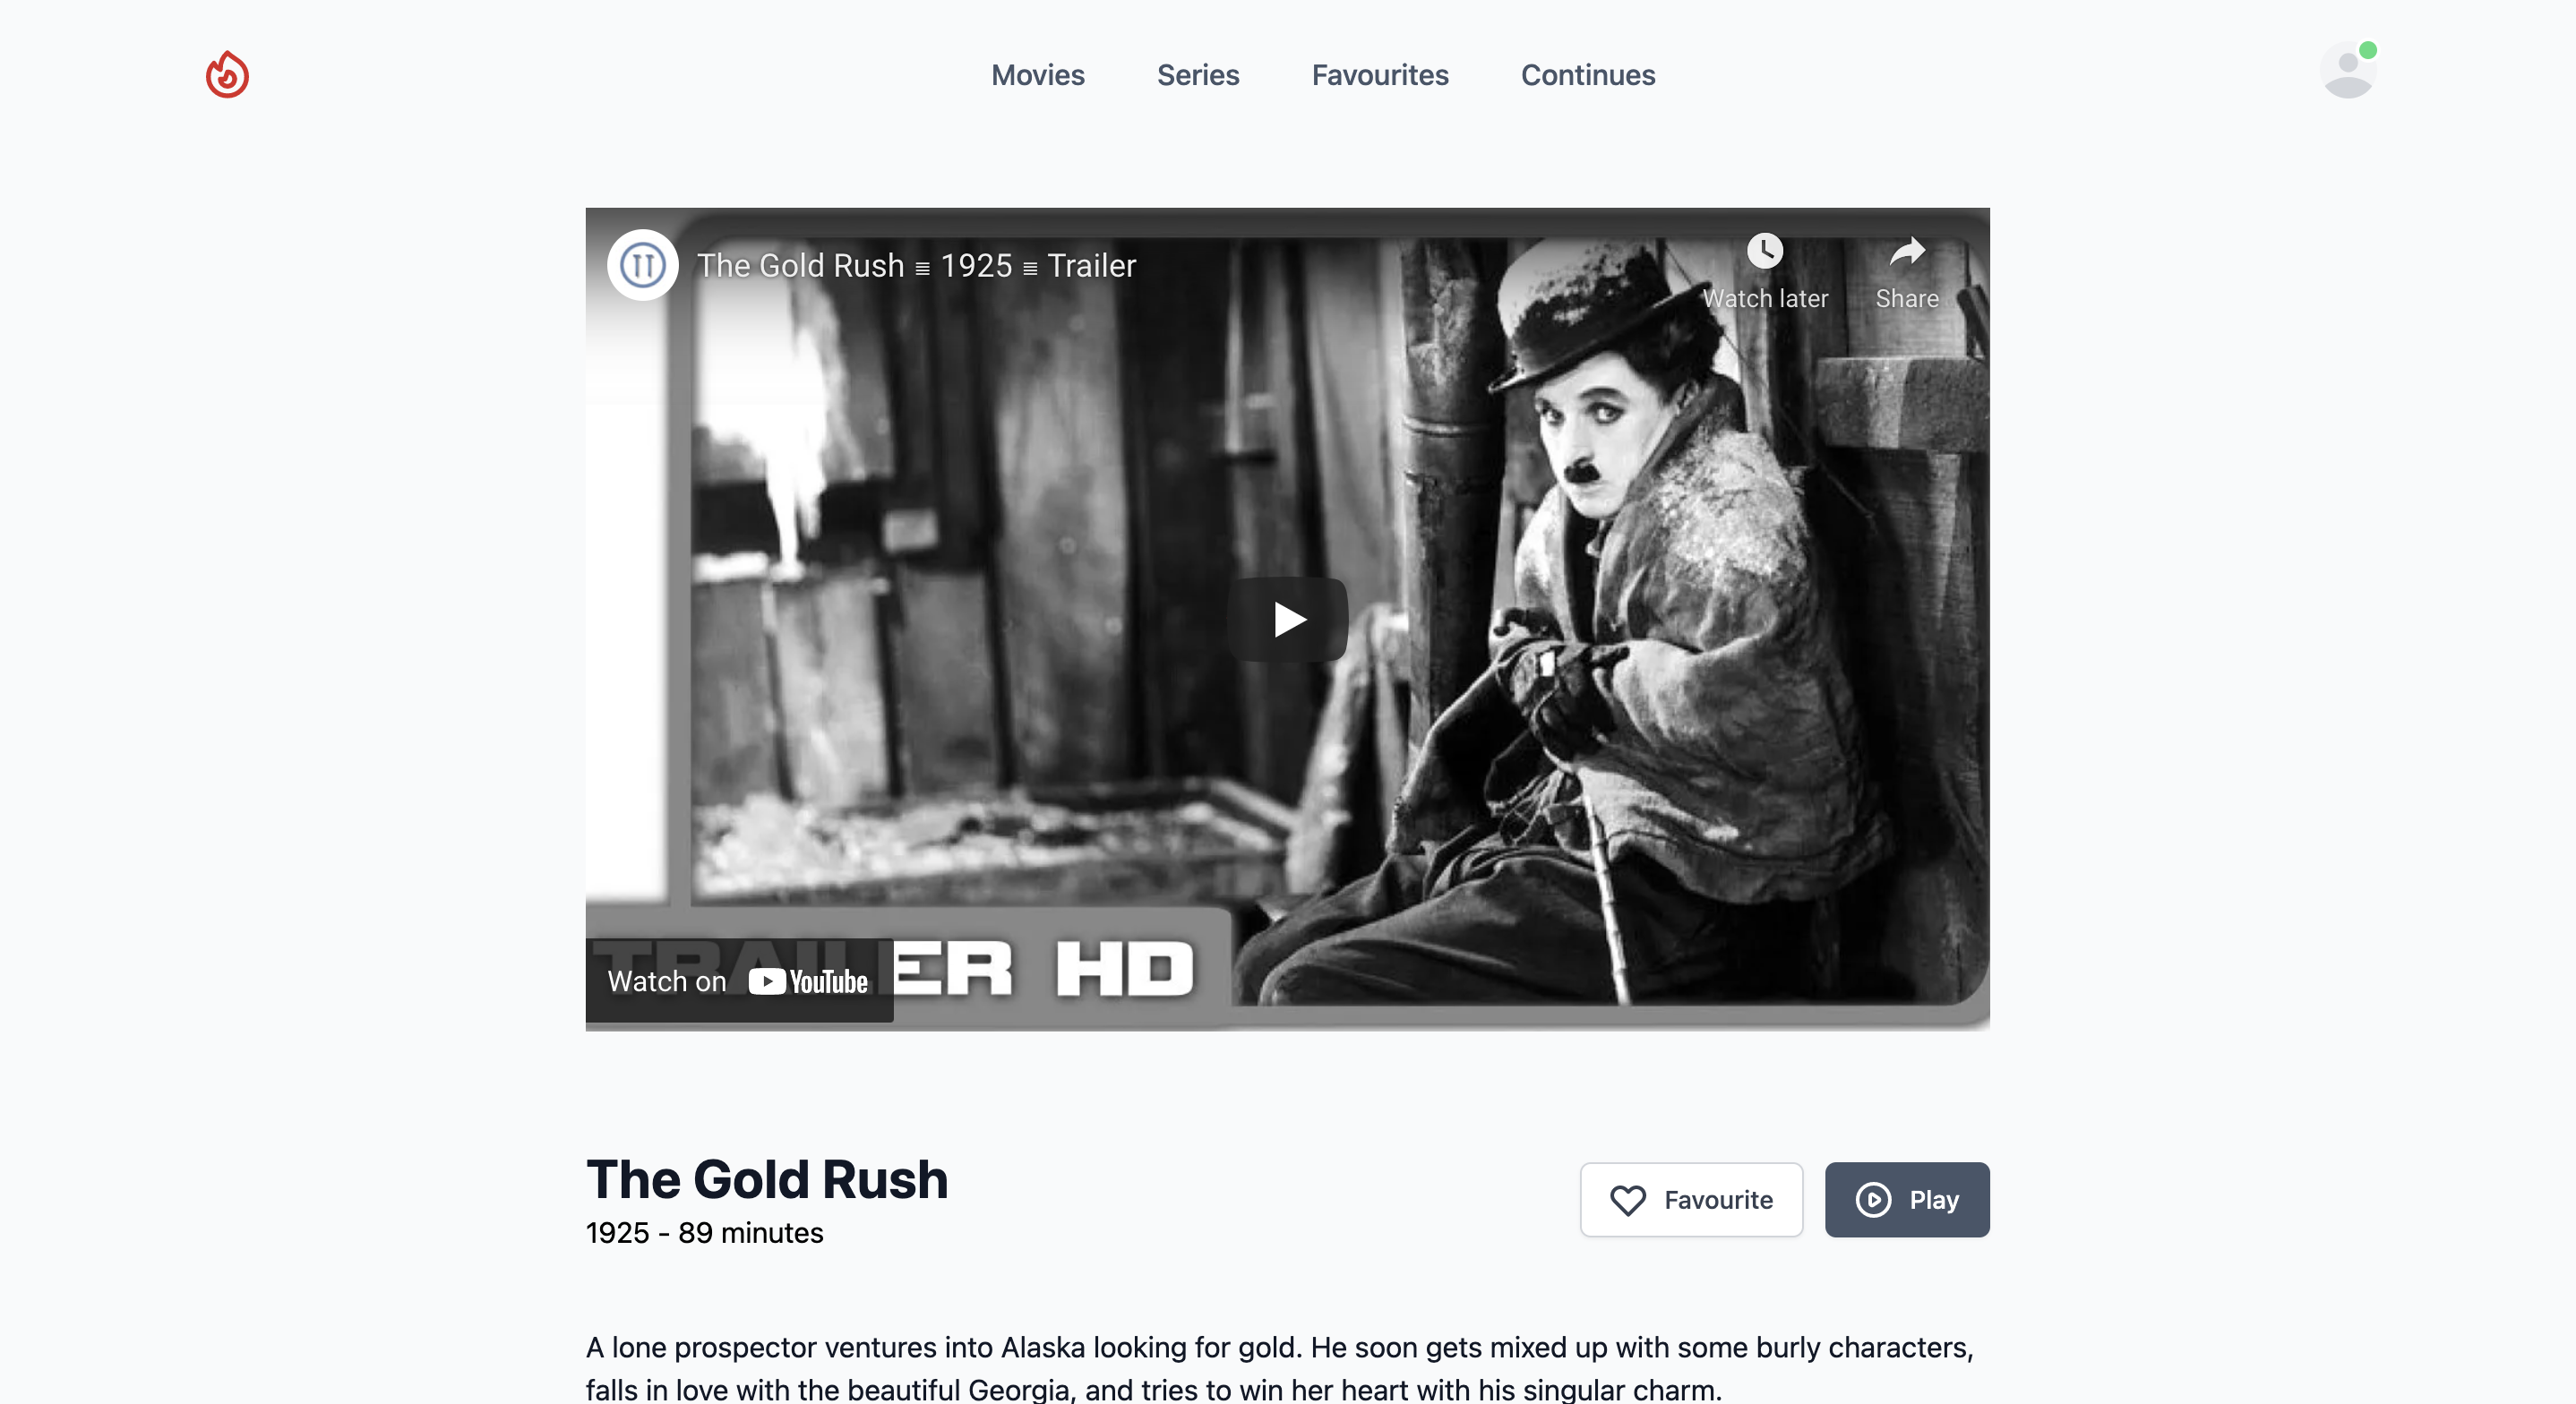 Movies Series Favourites Continues
The Gold Rush ≣ 1925 ≣ Trailer
Watch later Share
TRAILER HD
Watch on YouTube
The Gold Rush
1925 - 89 minutes
Favourite Play
A lone prospector ventures into Alaska looking for gold. He soon gets mixed up with some burly characters,
falls in love with the beautiful Georgia, and tries to win her heart with his singular charm.